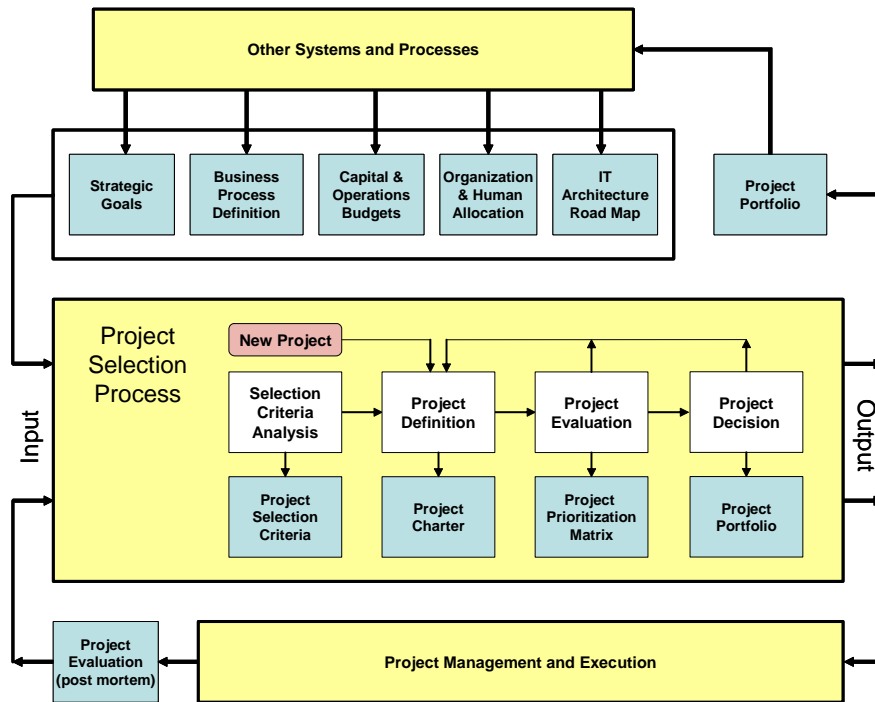 Other Systems and Processes
Strategic
Goals
Business
Process
Definition
Capital &
Operations
Budgets
Organization
& Human
Allocation
IT
Architecture
Road Map
Project
Portfolio
Project
Selection
Process
New Project
Selection
Criteria
Analysis
Project
Definition
Project
Evaluation
Project
Decision
Input
Output
Project
Selection
Criteria
Project
Charter
Project
Prioritization
Matrix
Project
Portfolio
Project
Evaluation
(post mortem)
Project Management and Execution